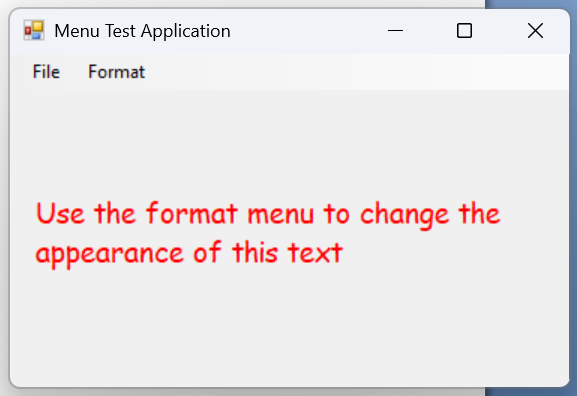 Menu Test Application
File Format
Use the format menu to change the
appearance of this text